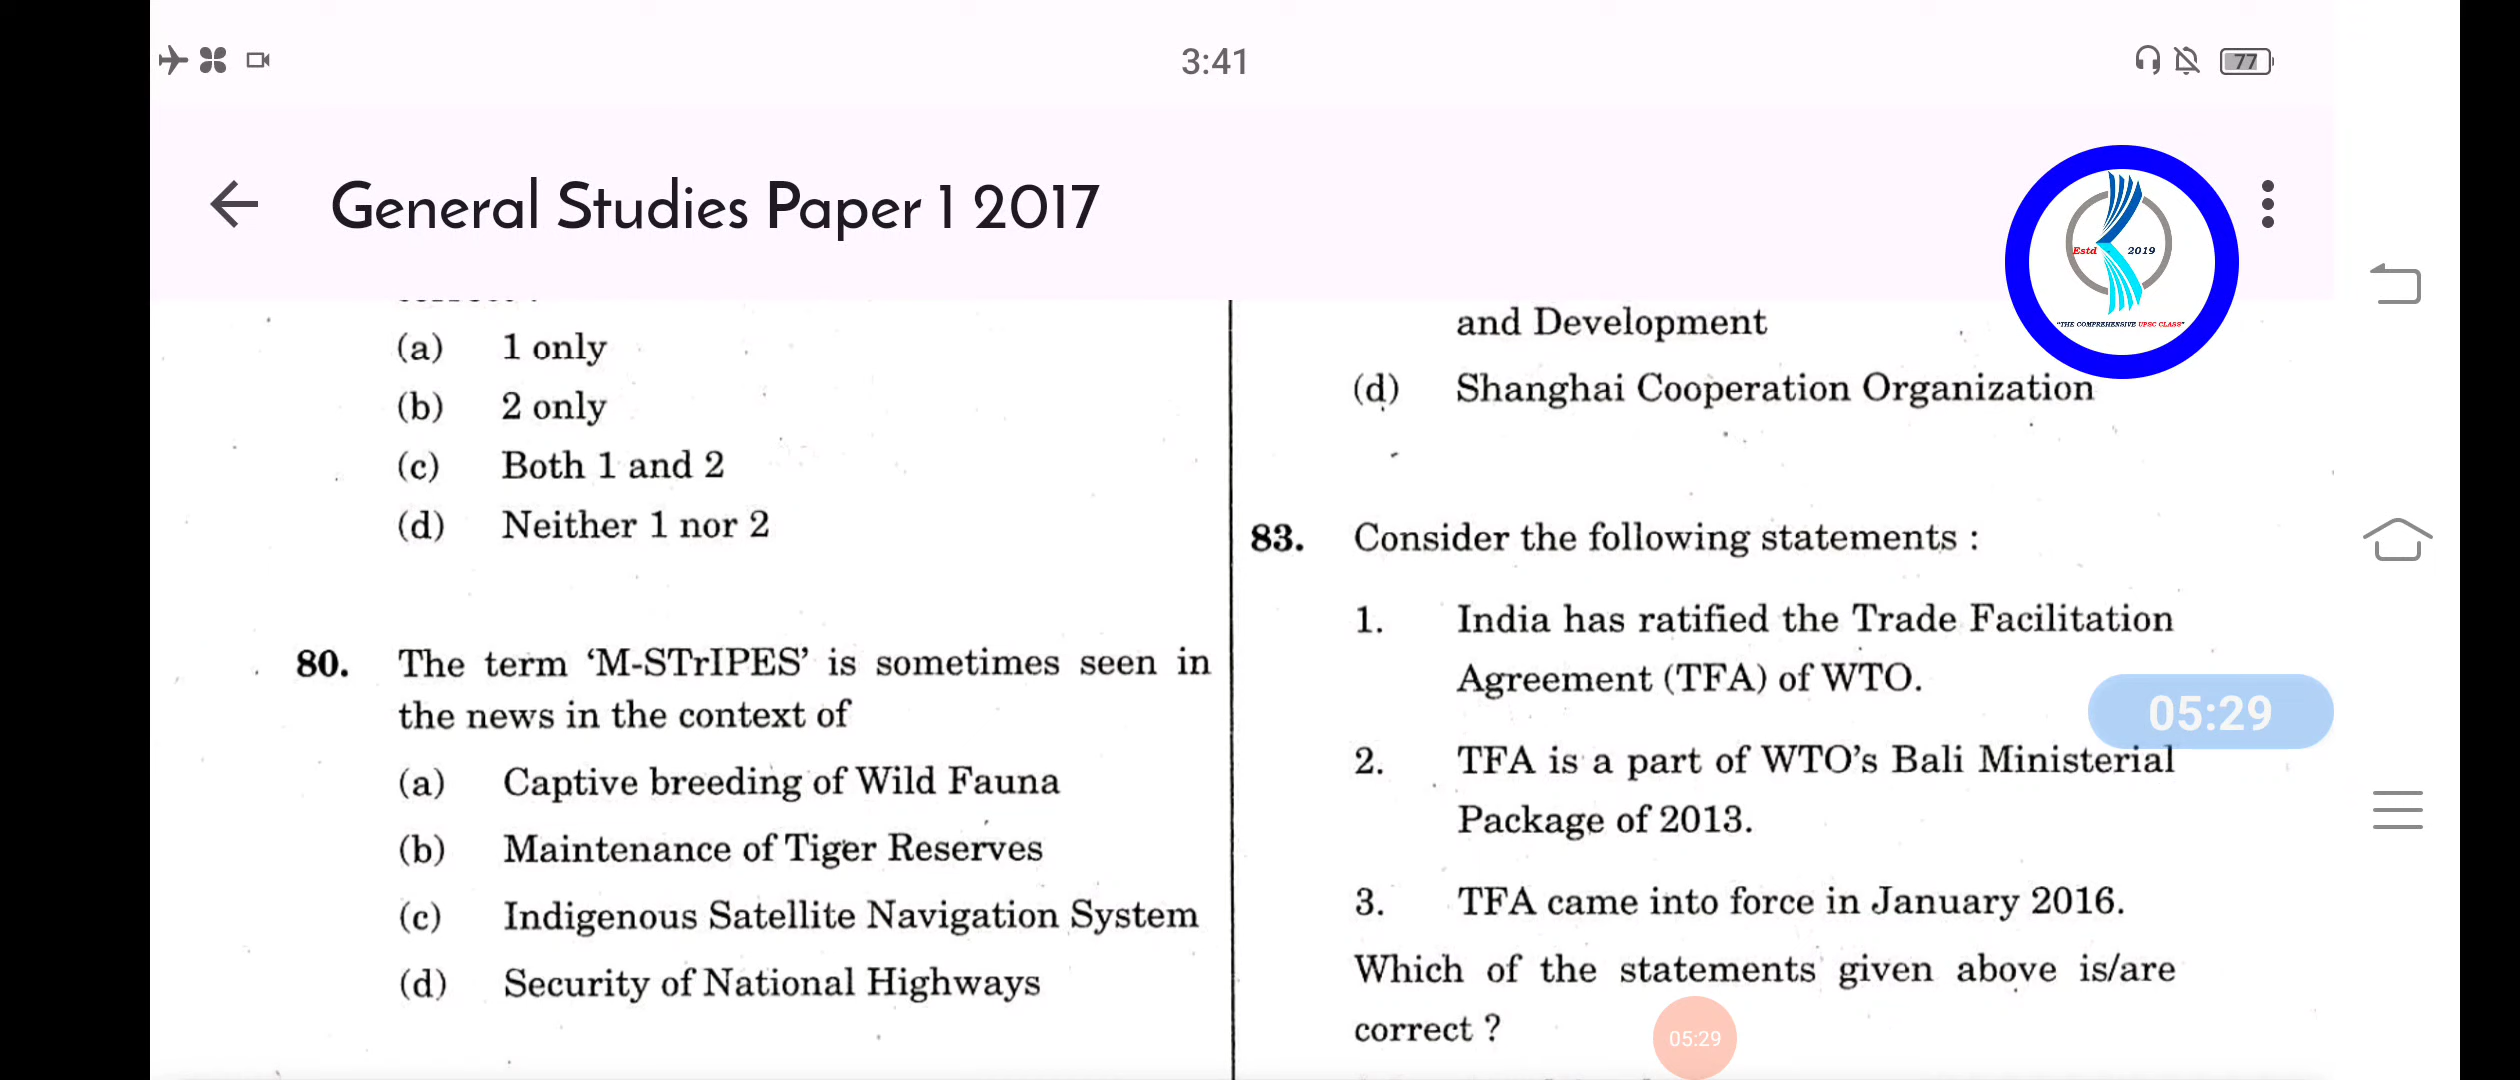 3:41
77
General Studies Paper 1 2017
Estd 2019
"THE COMPREHENSIVE UPSC CLASS"
(a) 1 only
(b) 2 only
(c) Both 1 and 2
(d) Neither 1 nor 2
80. The term ‘M-STrIPES’ is sometimes seen in
the news in the context of
(a) Captive breeding of Wild Fauna
(b) Maintenance of Tiger Reserves
(c) Indigenous Satellite Navigation System
(d) Security of National Highways
and Development
(d) Shanghai Cooperation Organization
83. Consider the following statements :
1. India has ratified the Trade Facilitation
Agreement (TFA) of WTO.
05:29
2. TFA is a part of WTO’s Bali Ministerial
Package of 2013.
3. TFA came into force in January 2016.
Which of the statements given above is/are
correct ?
05:29